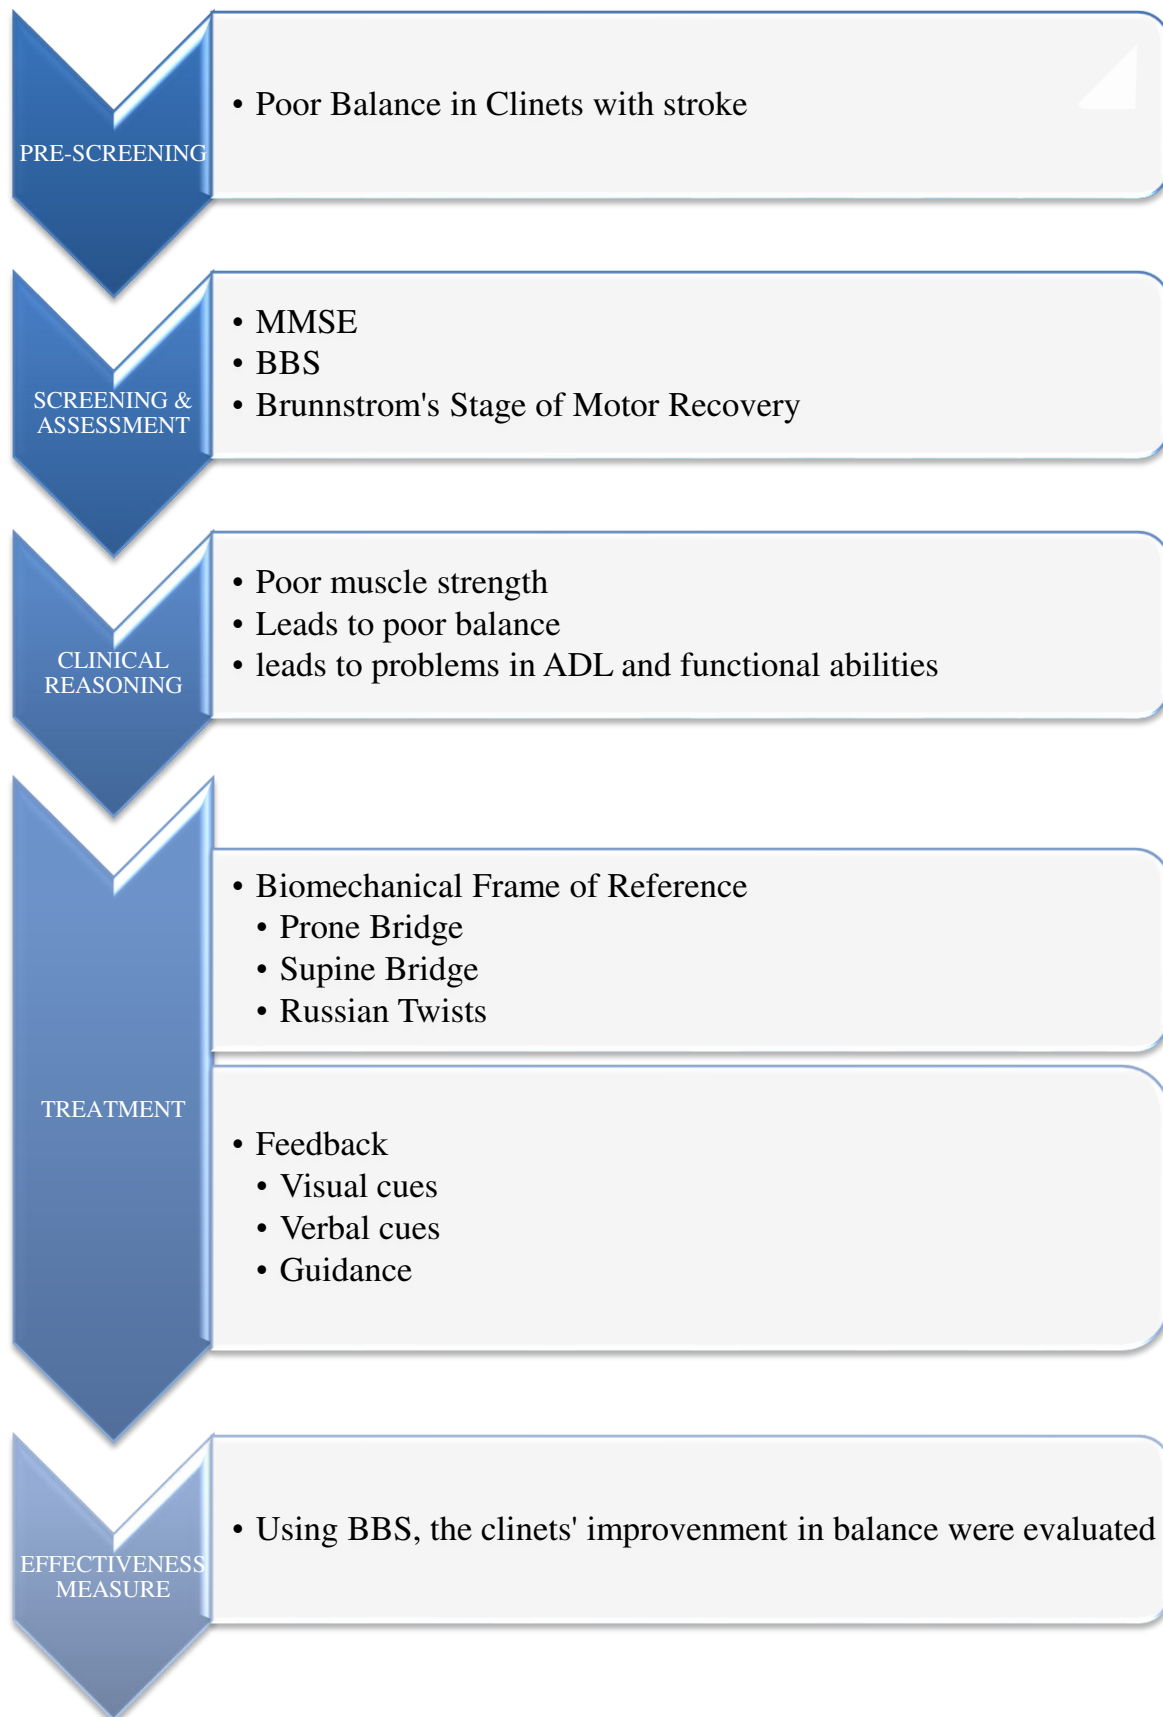 PRE-SCREENING
• Poor Balance in Clinets with stroke
SCREENING &
ASSESSMENT
• MMSE
• BBS
• Brunnstrom's Stage of Motor Recovery
CLINICAL
REASONING
• Poor muscle strength
• Leads to poor balance
• leads to problems in ADL and functional abilities
TREATMENT
• Biomechanical Frame of Reference
• Prone Bridge
• Supine Bridge
• Russian Twists
• Feedback
• Visual cues
• Verbal cues
• Guidance
EFFECTIVENESS
MEASURE
• Using BBS, the clinets' improvenment in balance were evaluated